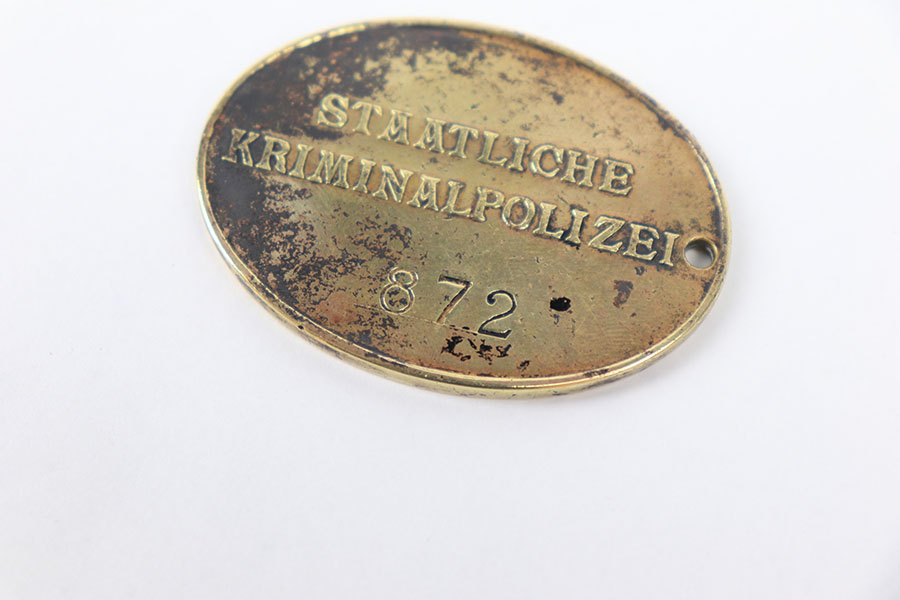 STAATLICHE
KRIMINALPOLIZEI
872